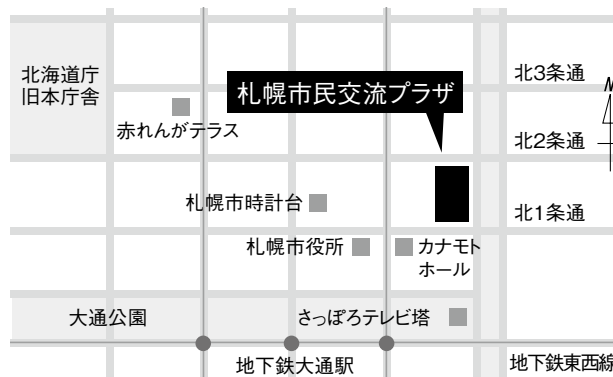 北海道庁
旧本庁舎
北3条通
札幌市民交流プラザ
赤れんがテラス
北2条通
札幌市時計台
北1条通
札幌市役所
カナモト
ホール
大通公園
さっぽろテレビ塔
地下鉄大通駅
地下鉄東西線